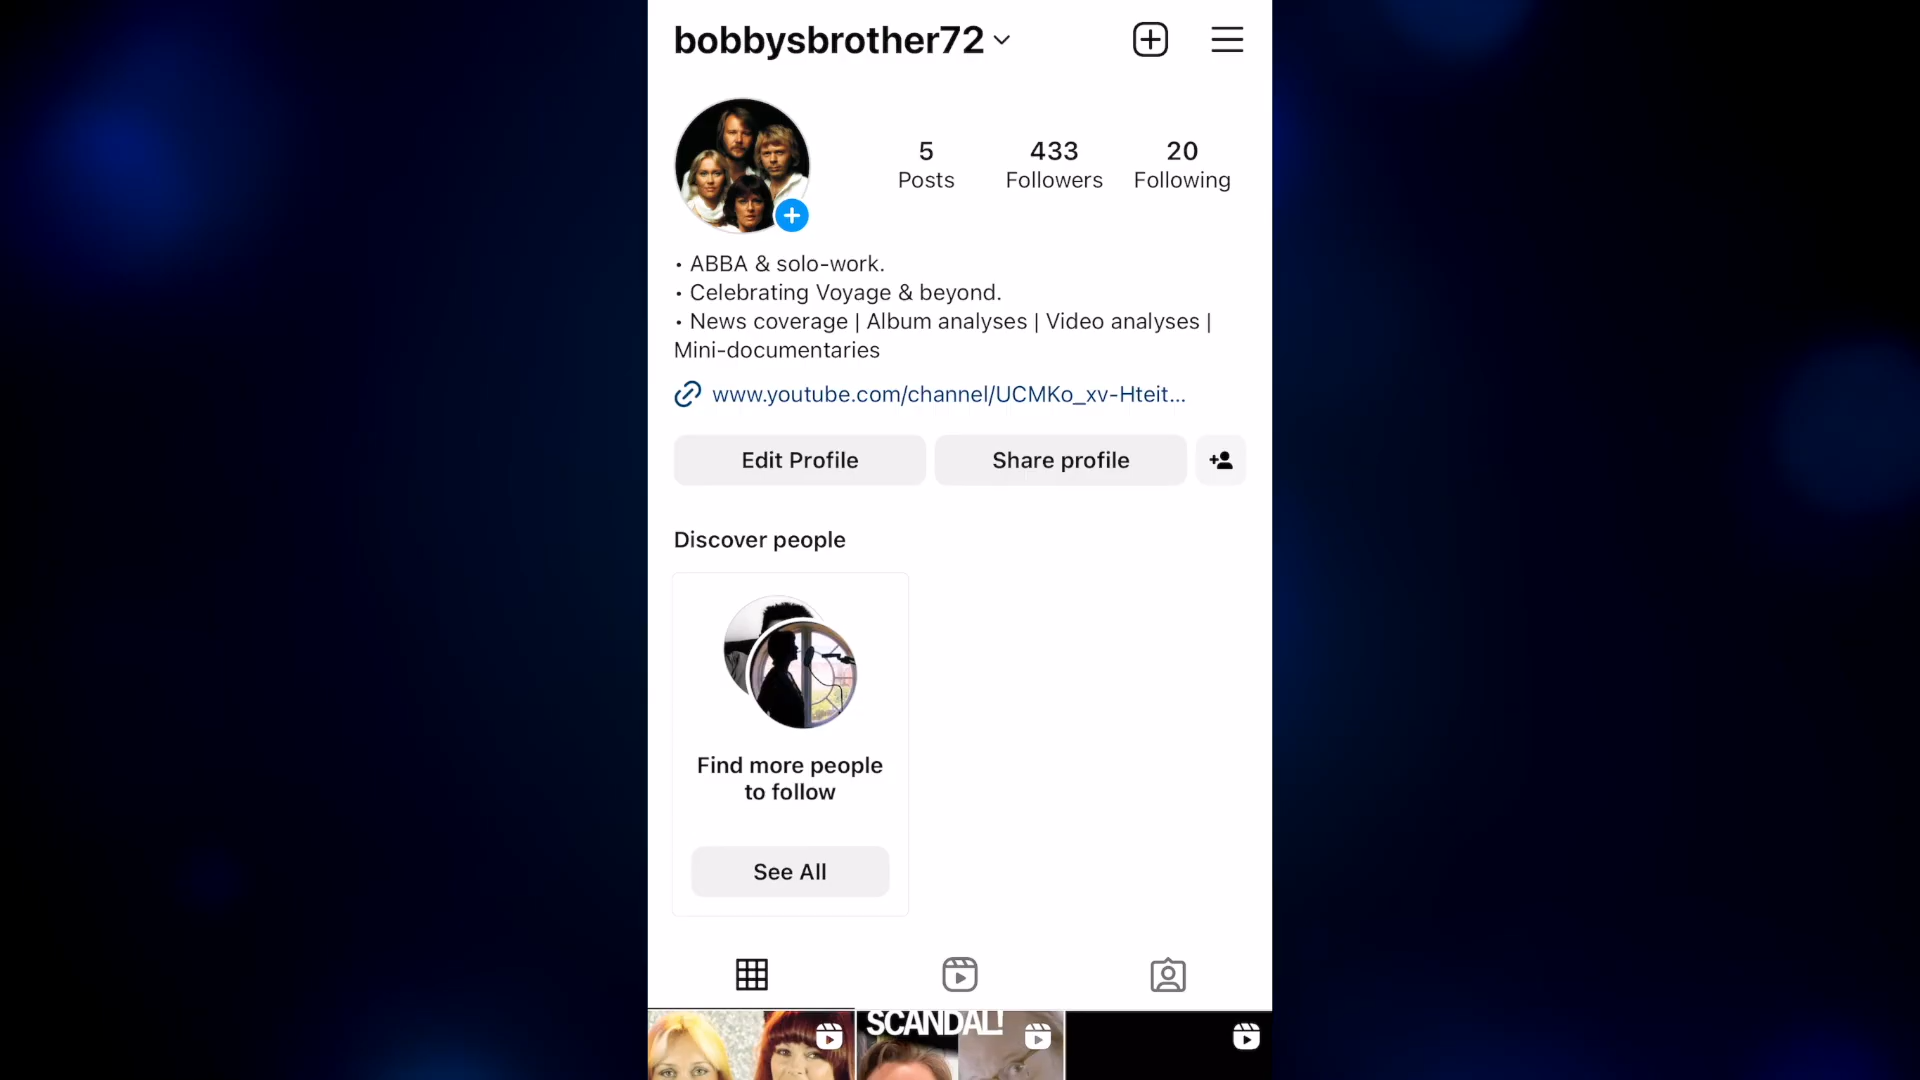 bobbysbrother72
5
433
20
Posts
Followers
Following
• ABBA & solo-work.
• Celebrating Voyage & beyond.
• News coverage | Album analyses | Video analyses |
Mini-documentaries
www.youtube.com/channel/UCMKo_xv-Hteit...
Edit Profile
Share profile
Discover people
Find more people
to follow
See All
SCANDAL!